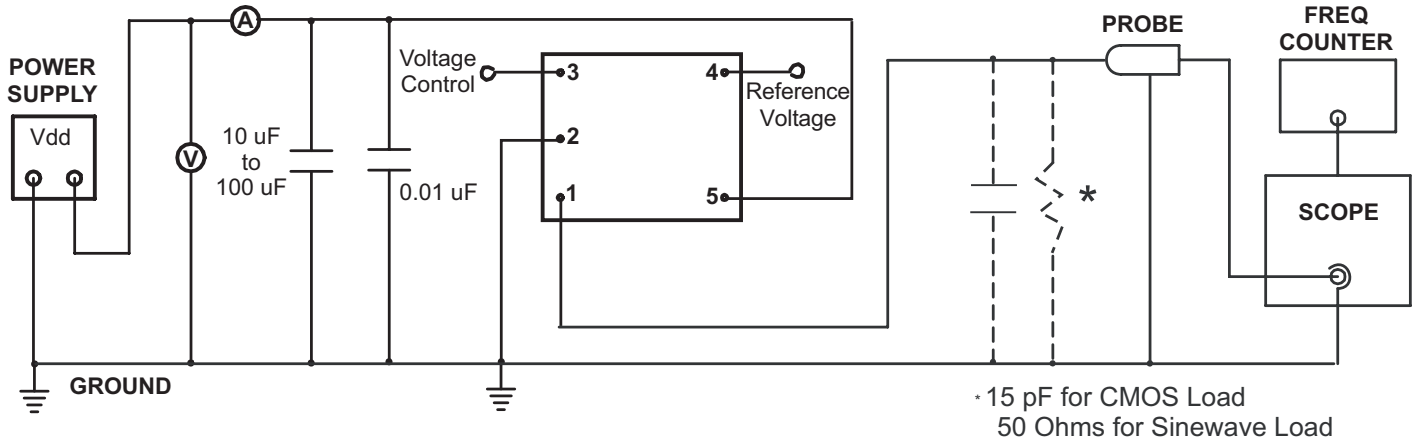 POWER
SUPPLY
Vdd
A
V
10 uF
to
100 uF
0.01 uF
Voltage
Control
3
2
1
4
5
Reference
Voltage
PROBE
FREQ
COUNTER
SCOPE
*
GROUND
* 15 pF for CMOS Load
50 Ohms for Sinewave Load